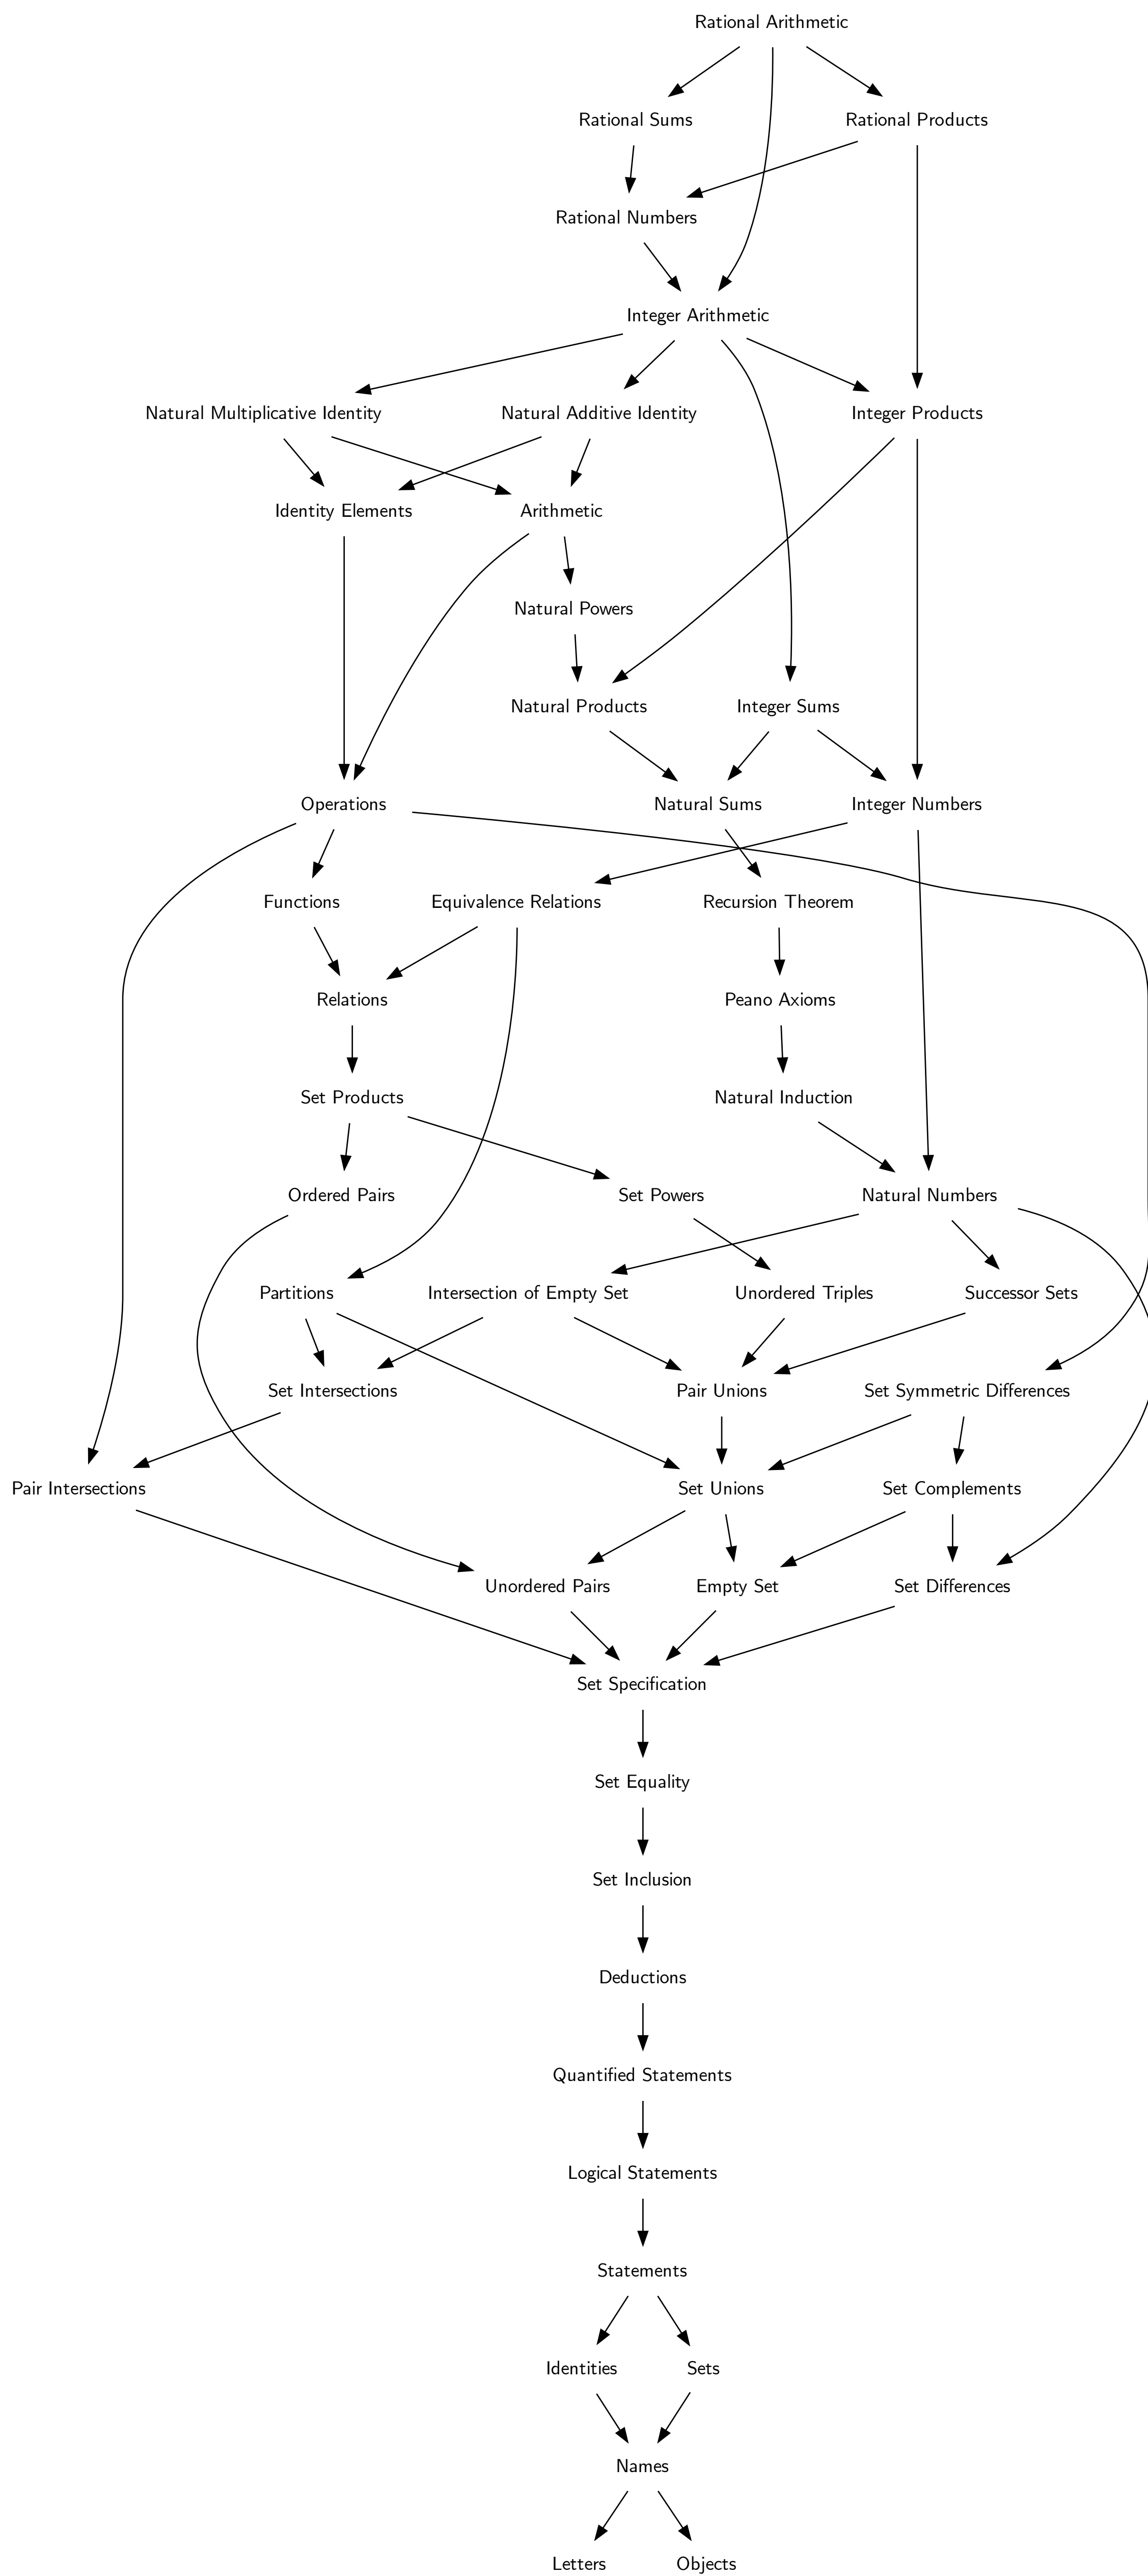 Rational Arithmetic
Rational Sums
Rational Products
Rational Numbers
Integer Arithmetic
Natural Multiplicative Identity
Natural Additive Identity
Integer Products
Identity Elements
Arithmetic
Natural Powers
Natural Products
Integer Sums
Operations
Natural Sums
Integer Numbers
Functions
Equivalence Relations
Recursion Theorem
Relations
Peano Axioms
Set Products
Natural Induction
Ordered Pairs
Set Powers
Natural Numbers
Partitions
Intersection of Empty Set
Unordered Triples
Successor Sets
Set Intersections
Pair Unions
Set Symmetric Differences
Pair Intersections
Set Unions
Set Complements
Unordered Pairs
Empty Set
Set Differences
Set Specification
Set Equality
Set Inclusion
Deductions
Quantified Statements
Logical Statements
Statements
Identities
Sets
Names
Letters
Objects